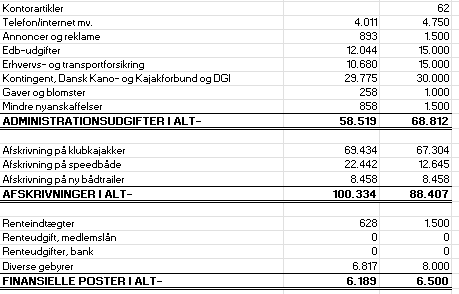 Kontorartikler 62
Telefon/internet mv. 4.011 4.750
Annoncer og reklame 893 1.500
Edb-udgifter 12.044 15.000
Erhvervs- og transportforsikring 10.680 15.000
Kontingent, Dansk Kano- og Kajakforbund og DGI 29.775 30.000
Gaver og blomster 258 1.000
Mindre nyanskaffelser 858 1.500
ADMINISTRATIONSUDGIFTER I ALT- 58.519 68.812
Afskrivning på klubkajakker 69.434 67.304
Afskrivning på speedbåde 22.442 12.645
Afskrivning på ny bådtrailer 8.458 8.458
AFSKRIVNINGER I ALT- 100.334 88.407
Renteindtægter 628 1.500
Renteudgift, medlemslån 0 0
Renteudgifter, bank 0 0
Diverse gebyrer 6.817 8.000
FINANSIELLE POSTER I ALT- 6.189 6.500